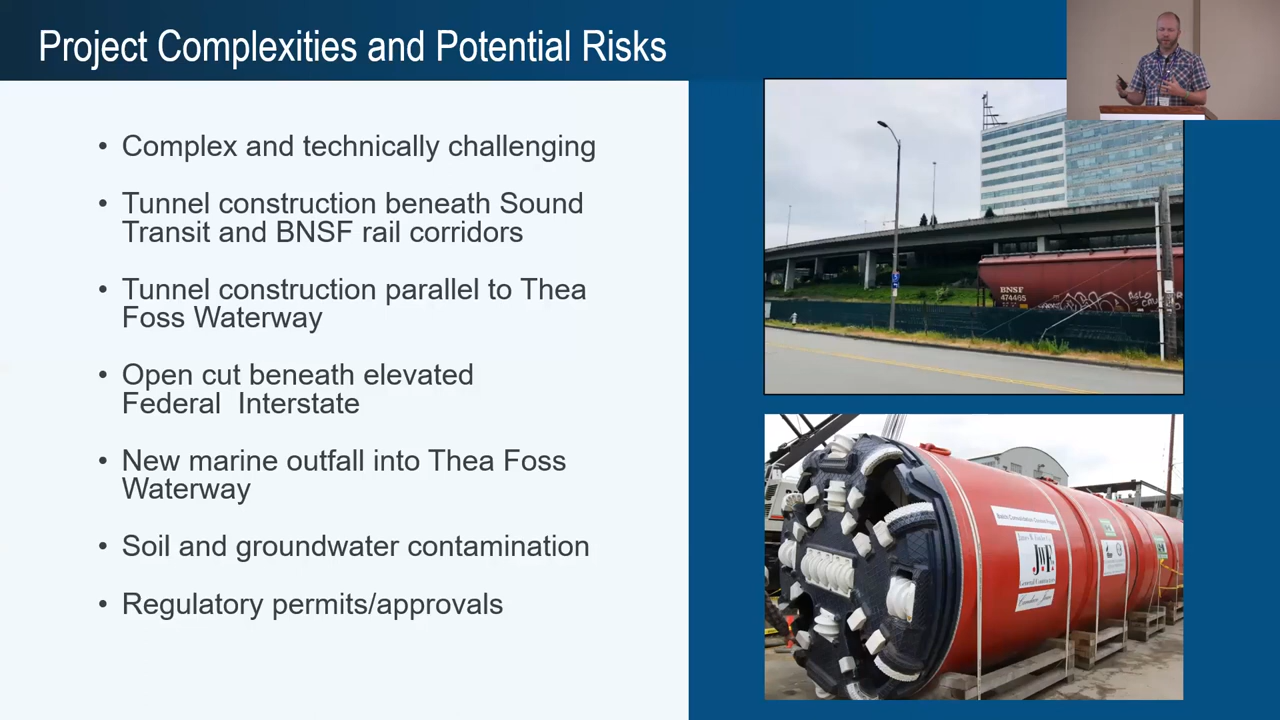 Project Complexities and Potential Risks
• Complex and technically challenging
• Tunnel construction beneath Sound
Transit and BNSF rail corridors
• Tunnel construction parallel to Thea
Foss Waterway
• Open cut beneath elevated
Federal  Interstate
• New marine outfall into Thea Foss
Waterway
• Soil and groundwater contamination
• Regulatory permits/approvals
BNSF
474465
General Contractors